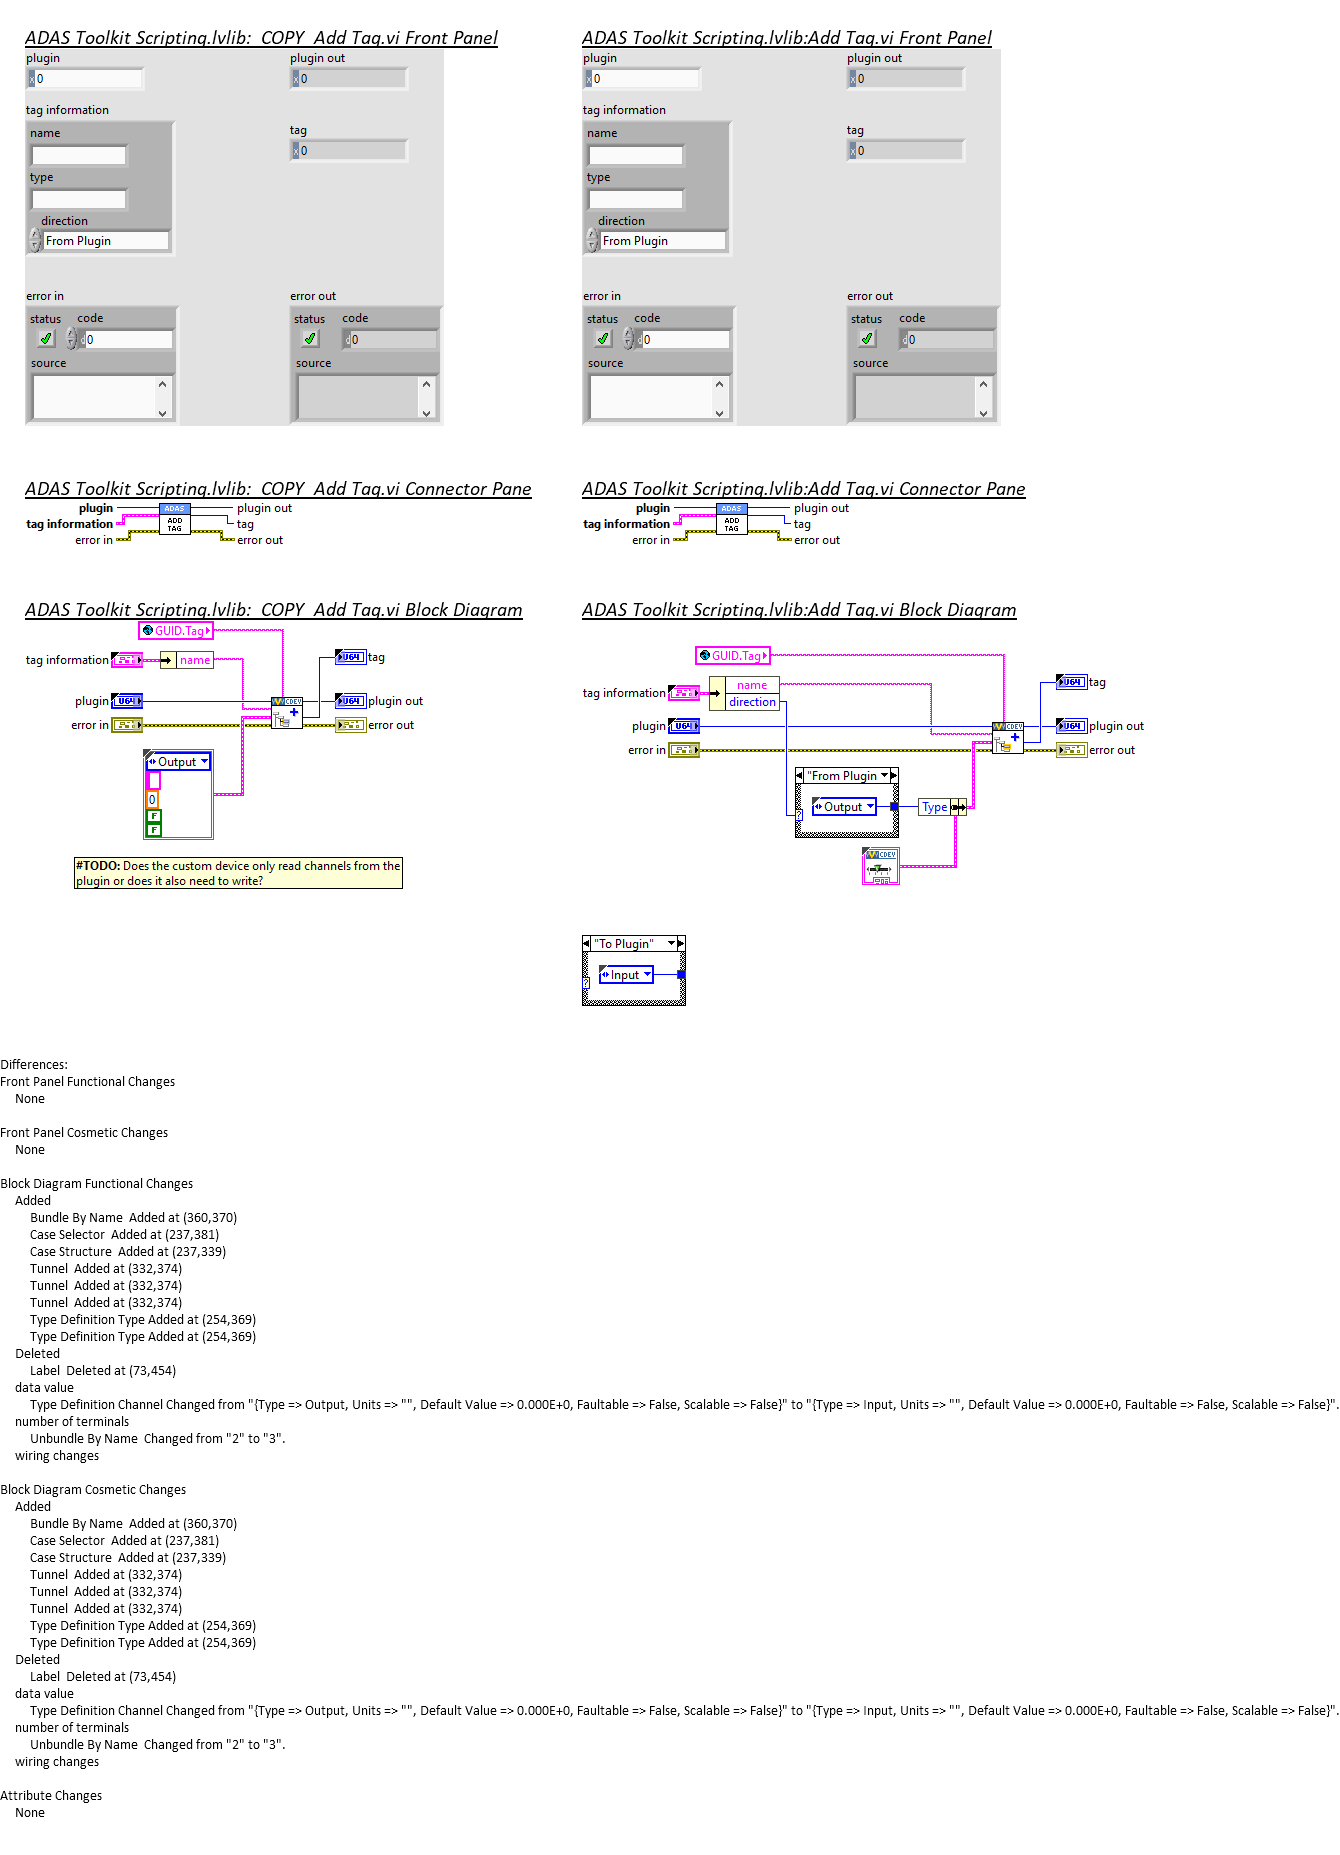 ADAS Toolkit Scripting.lvlib:  COPY  Add Tag.vi Front Panel
plugin
x 0
plugin out
x 0
tag information
name
type
direction
From Plugin
tag
x 0
error in
status
code
d 0
source
error out
status
code
d 0
source
ADAS Toolkit Scripting.lvlib:Add Tag.vi Front Panel
plugin
x 0
plugin out
x 0
tag information
name
type
direction
From Plugin
tag
x 0
error in
status
code
d 0
source
error out
status
code
d 0
source
ADAS Toolkit Scripting.lvlib:  COPY  Add Tag.vi Connector Pane
plugin
tag information
error in
ADAS
ADD
TAG
plugin out
tag
error out
ADAS Toolkit Scripting.lvlib:Add Tag.vi Connector Pane
plugin
tag information
error in
ADAS
ADD
TAG
plugin out
tag
error out
ADAS Toolkit Scripting.lvlib:  COPY  Add Tag.vi Block Diagram
GUID.Tag
tag information
name
U64
tag
plugin
U64
CDEV
U64
plugin out
error in
error out
Output
0
F
F
#TODO: Does the custom device only read channels from the
plugin or does it also need to write?
ADAS Toolkit Scripting.lvlib:Add Tag.vi Block Diagram
GUID.Tag
tag information
name
direction
U64
tag
plugin
U64
CDEV
U64
plugin out
error in
error out
"From Plugin
Output
?
Type
CDEV
"To Plugin"
Input
?
Differences:
Front Panel Functional Changes
None
Front Panel Cosmetic Changes
None
Block Diagram Functional Changes
Added
Bundle By Name  Added at (360,370)
Case Selector  Added at (237,381)
Case Structure  Added at (237,339)
Tunnel  Added at (332,374)
Tunnel  Added at (332,374)
Tunnel  Added at (332,374)
Type Definition Type Added at (254,369)
Type Definition Type Added at (254,369)
Deleted
Label  Deleted at (73,454)
data value
Type Definition Channel Changed from "{Type => Output, Units => "", Default Value => 0.000E+0, Faultable => False, Scalable => False}" to "{Type => Input, Units => "", Default Value => 0.000E+0, Faultable => False, Scalable => False}".
number of terminals
Unbundle By Name  Changed from "2" to "3".
wiring changes
Block Diagram Cosmetic Changes
Added
Bundle By Name  Added at (360,370)
Case Selector  Added at (237,381)
Case Structure  Added at (237,339)
Tunnel  Added at (332,374)
Tunnel  Added at (332,374)
Tunnel  Added at (332,374)
Type Definition Type Added at (254,369)
Type Definition Type Added at (254,369)
Deleted
Label  Deleted at (73,454)
data value
Type Definition Channel Changed from "{Type => Output, Units => "", Default Value => 0.000E+0, Faultable => False, Scalable => False}" to "{Type => Input, Units => "", Default Value => 0.000E+0, Faultable => False, Scalable => False}".
number of terminals
Unbundle By Name  Changed from "2" to "3".
wiring changes
Attribute Changes
None